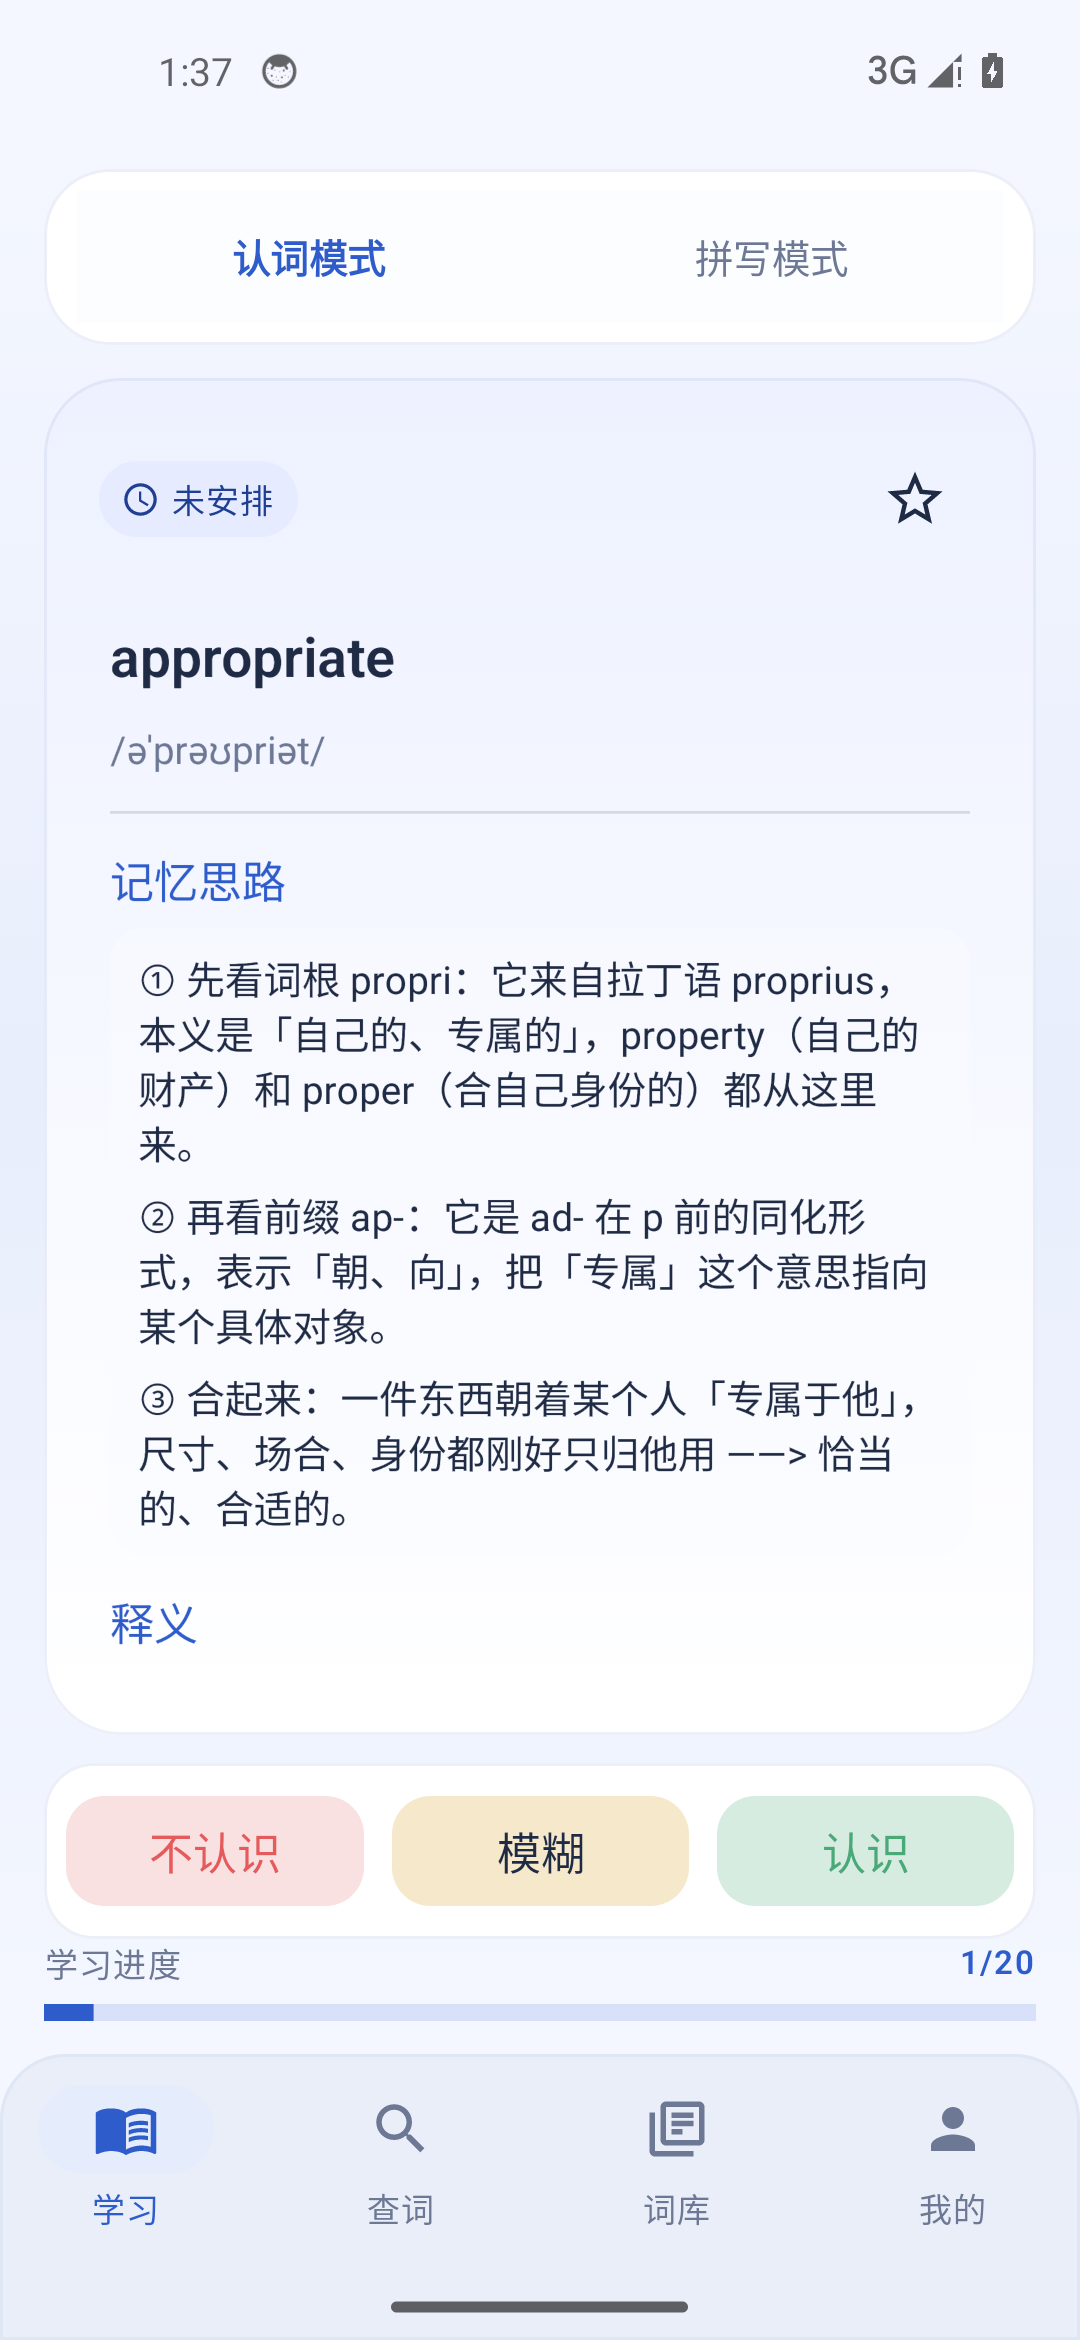 1:37
3G
认词模式
拼写模式
未安排
appropriate
/əˈprəʊpriət/
记忆思路
① 先看词根 propri：它来自拉丁语 proprius，
本义是「自己的、专属的」，property（自己的
财产）和 proper（合自己身份的）都从这里
来。
② 再看前缀 ap-：它是 ad- 在 p 前的同化形
式，表示「朝、向」，把「专属」这个意思指向
某个具体对象。
③ 合起来：一件东西朝着某个人「专属于他」，
尺寸、场合、身份都刚好只归他用 ——> 恰当
的、合适的。
释义
不认识
模糊
认识
学习进度
1/20
学习
查词
词库
我的